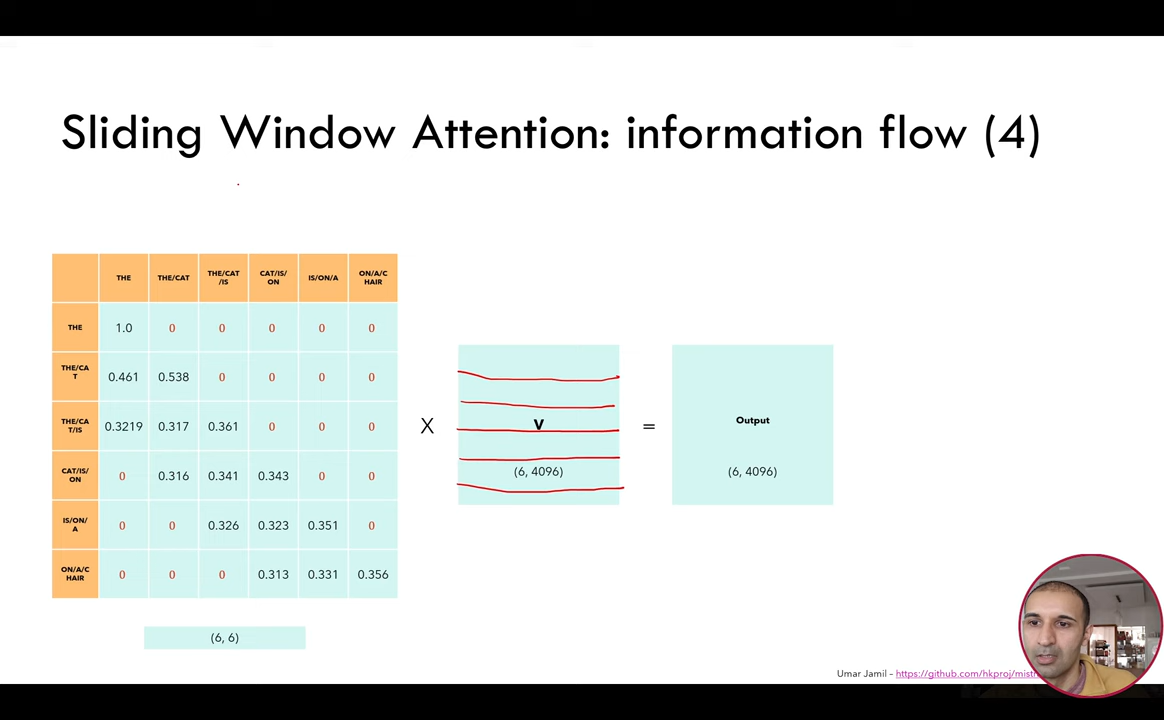 Sliding Window Attention: information flow (4)
THE THE/CAT THE/CAT CAT/IS/ IS/ON/A ON/A/C
/IS ON HAIR
THE 1.0 0 0 0 0 0
THE/CA
T 0.461 0.538 0 0 0 0
THE/CA
T/IS 0.3219 0.317 0.361 0 0 0
CAT/IS/
ON 0 0.316 0.341 0.343 0 0
IS/ON/
A 0 0 0.326 0.323 0.351 0
ON/A/C
HAIR 0 0 0 0.313 0.331 0.356
(6, 6)
X
V
(6, 4096)
=
Output
(6, 4096)
Umar Jamil – https://github.com/hkproj/mist